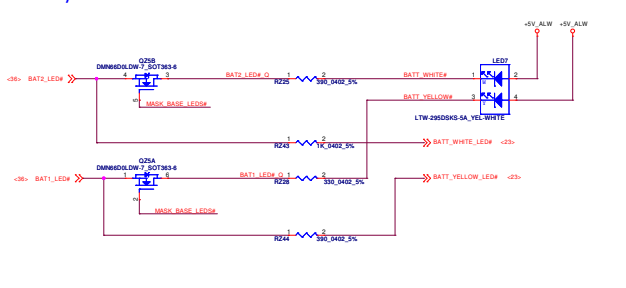 +5V_ALW +5V_ALW
QZ5B
DMN66D0LDW-7_SOT363-6
LED7
<36> BAT2_LED# 4 3 BAT2_LED#_Q 1 2 BATT_WHITE# 1 2
RZ25 390_0402_5%
W
5 MASK_BASE_LEDS#
BATT_YELLOW# 3 4
Y
LTW-295DSKS-5A_YEL-WHITE
1 2 BATT_WHITE_LED# <23>
RZ43 1K_0402_5%
QZ5A
DMN66D0LDW-7_SOT363-6
<36> BAT1_LED# 1 6 BAT1_LED#_Q 1 2 BATT_YELLOW_LED# <23>
RZ28 330_0402_5%
2 MASK_BASE_LEDS#
1 2
RZ44 390_0402_5%